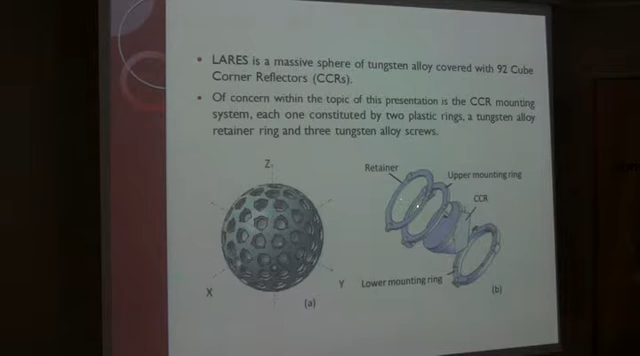 • LARES is a massive sphere of tungsten alloy covered with 92 Cube
Corner Reflectors (CCRs).
• Of concern within the topic of this presentation is the CCR mounting
system, each one constituted by two plastic rings, a tungsten alloy
retainer ring and three tungsten alloy screws.
Z
Retainer
Upper mounting ring
CCR
X
Y
Lower mounting ring
(a)
(b)